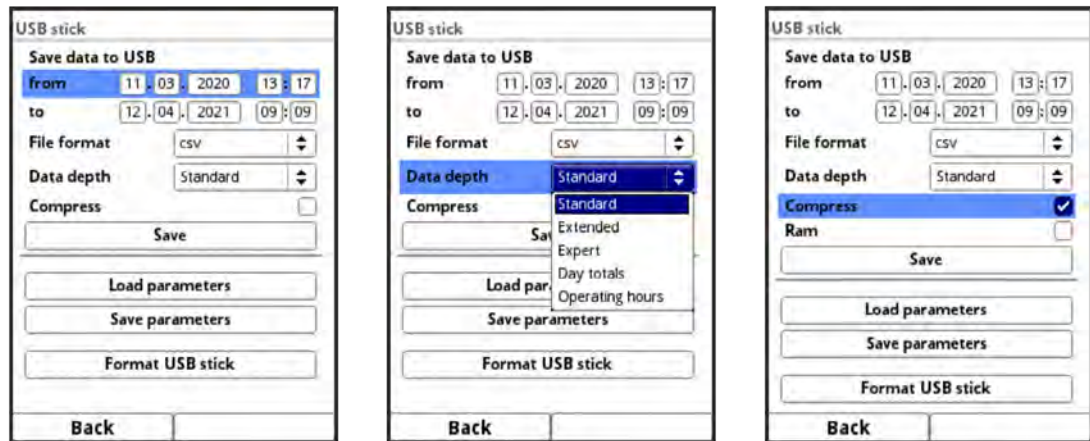 USB stick
Save data to USB
from 11 . 03 . 2020 13 : 17
to 12 . 04 . 2021 09 : 09
File format csv
Data depth Standard
Compress
Save
Load parameters
Save parameters
Format USB stick
Back
USB stick
Save data to USB
from 11 . 03 . 2020 13 : 17
to 12 . 04 . 2021 09 : 09
File format csv
Data depth Standard
Compress Standard
Extended
Expert
Day totals
Operating hours
Sav
Load par
Save parameters
Format USB stick
Back
USB stick
Save data to USB
from 11 . 03 . 2020 13 : 17
to 12 . 04 . 2021 09 : 09
File format csv
Data depth Standard
Compress
Ram
Save
Load parameters
Save parameters
Format USB stick
Back